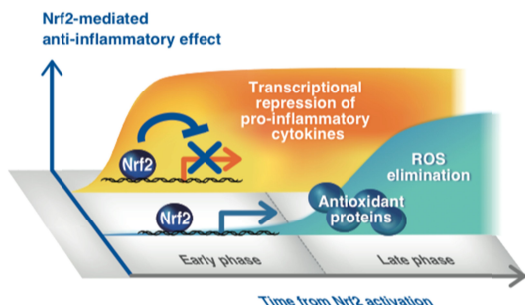 Nrf2-mediated
anti-inflammatory effect
Transcriptional
repression of
pro-inflammatory
cytokines
Nrf2
ROS
elimination
Antioxidant
proteins
Nrf2
Early phase
Late phase
Time from Nrf2 activation